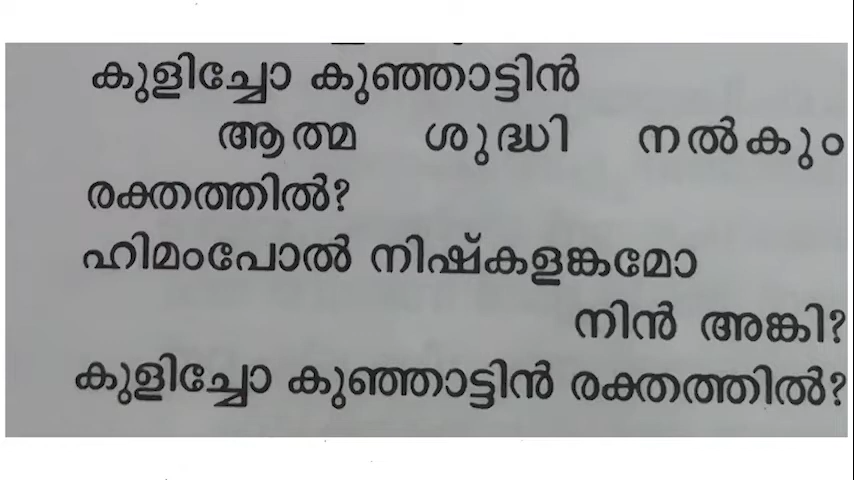 കുളിച്ചോ കുഞ്ഞാട്ടിൻ
ആത്മ ശുദ്ധി നൽകും
രക്തത്തിൽ?
ഹിമംപോൽ നിഷ്കളങ്കമോ
നിൻ അങ്കി?
കുളിച്ചോ കുഞ്ഞാട്ടിൻ രക്തത്തിൽ?